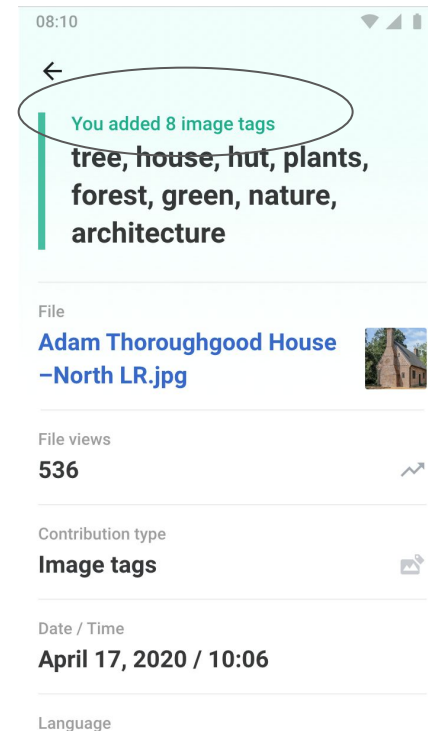 08:10
You added 8 image tags
tree, house, hut, plants,
forest, green, nature,
architecture
File
Adam Thoroughgood House
–North LR.jpg
File views
536
Contribution type
Image tags
Date / Time
April 17, 2020 / 10:06
Language